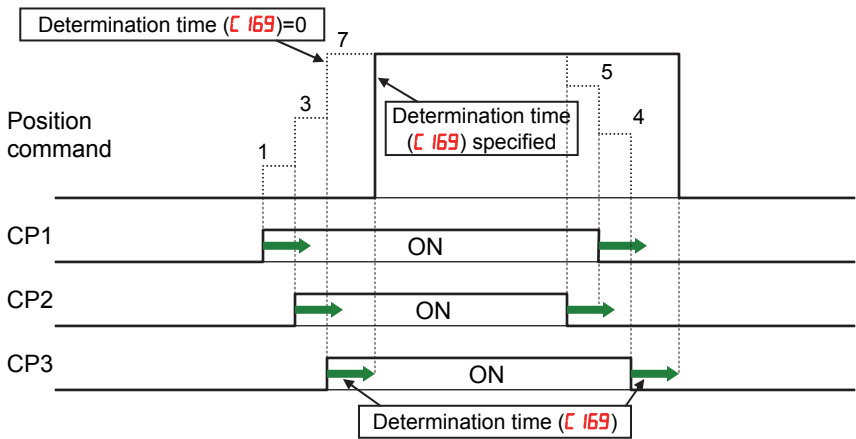 Determination time (C169)=0
7
5
3
Determination time
(C169) specified
4
Position
command
1
CP1
ON
CP2
ON
CP3
ON
Determination time (C169)